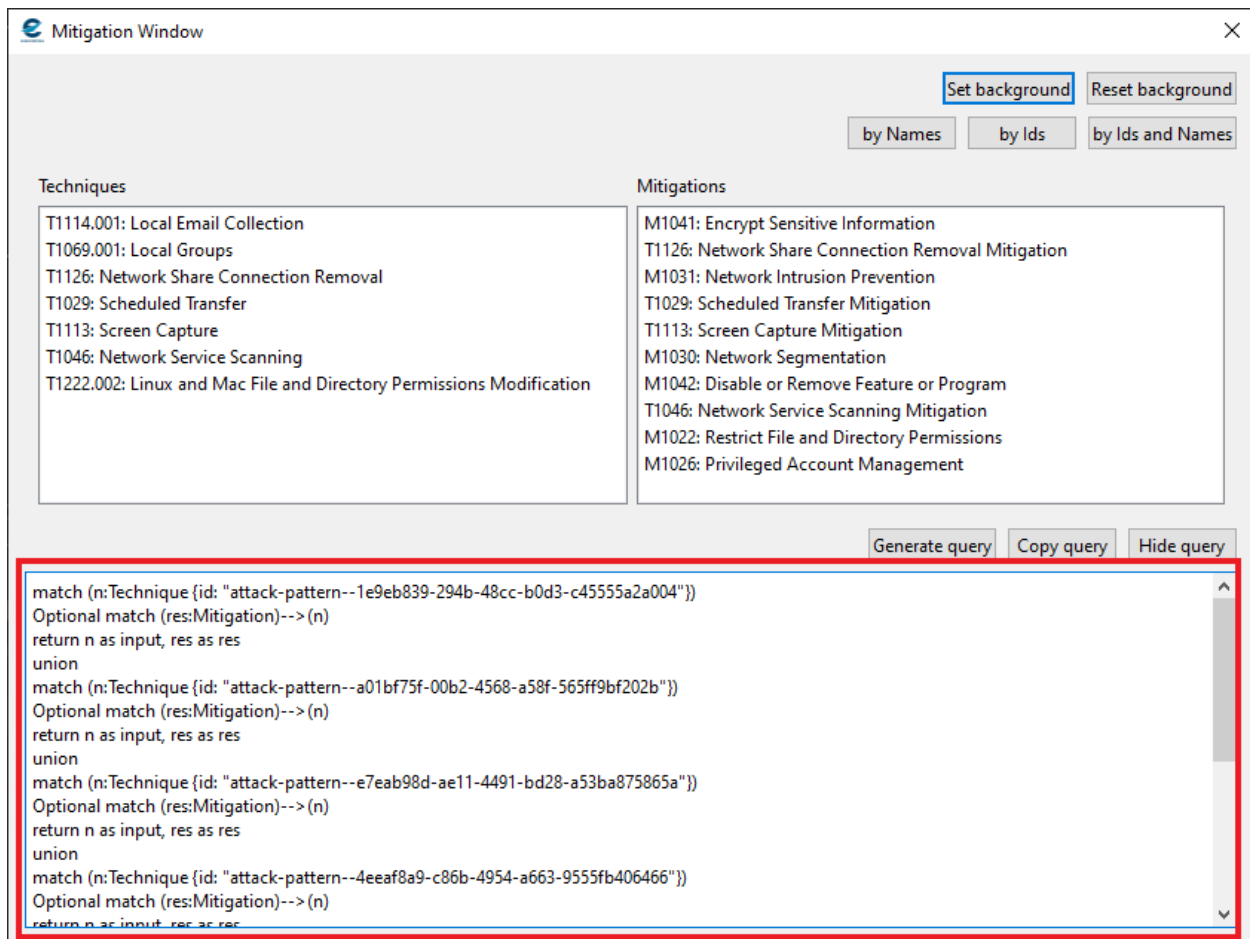 Mitigation Window
Set background Reset background
by Names by Ids by Ids and Names
Techniques
T1114.001: Local Email Collection
T1069.001: Local Groups
T1126: Network Share Connection Removal
T1029: Scheduled Transfer
T1113: Screen Capture
T1046: Network Service Scanning
T1222.002: Linux and Mac File and Directory Permissions Modification
Mitigations
M1041: Encrypt Sensitive Information
T1126: Network Share Connection Removal Mitigation
M1031: Network Intrusion Prevention
T1029: Scheduled Transfer Mitigation
T1113: Screen Capture Mitigation
M1030: Network Segmentation
M1042: Disable or Remove Feature or Program
T1046: Network Service Scanning Mitigation
M1022: Restrict File and Directory Permissions
M1026: Privileged Account Management
Generate query Copy query Hide query
match (n:Technique {id: "attack-pattern--1e9eb839-294b-48cc-b0d3-c45555a2a004"})
Optional match (res:Mitigation)-->(n)
return n as input, res as res
union
match (n:Technique {id: "attack-pattern--a01bf75f-00b2-4568-a58f-565ff9bf202b"})
Optional match (res:Mitigation)-->(n)
return n as input, res as res
union
match (n:Technique {id: "attack-pattern--e7eab98d-ae11-4491-bd28-a53ba875865a"})
Optional match (res:Mitigation)-->(n)
return n as input, res as res
union
match (n:Technique {id: "attack-pattern--4eeaf8a9-c86b-4954-a663-9555fb406466"})
Optional match (res:Mitigation)-->(n)
return n as input, res as res